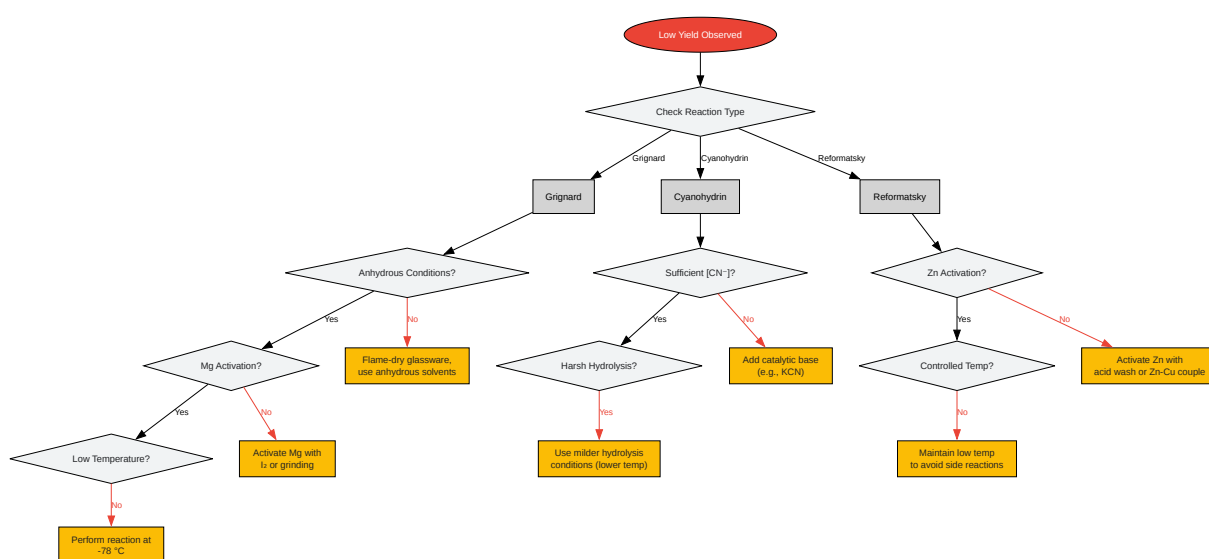 Low Yield Observed
Check Reaction Type
Grignard
Cyanohydrin
Reformatsky
Grignard
Cyanohydrin
Reformatsky
Anhydrous Conditions?
Sufficient [CN⁻]?
Zn Activation?
Yes
No
Yes
No
Yes
No
Mg Activation?
Flame-dry glassware,
use anhydrous solvents
Harsh Hydrolysis?
Add catalytic base
(e.g., KCN)
Controlled Temp?
Activate Zn with
acid wash or Zn-Cu couple
Yes
No
Yes
No
Low Temperature?
Activate Mg with
I₂ or grinding
Use milder hydrolysis
conditions (lower temp)
Maintain low temp
to avoid side reactions
No
Perform reaction at
-78 °C